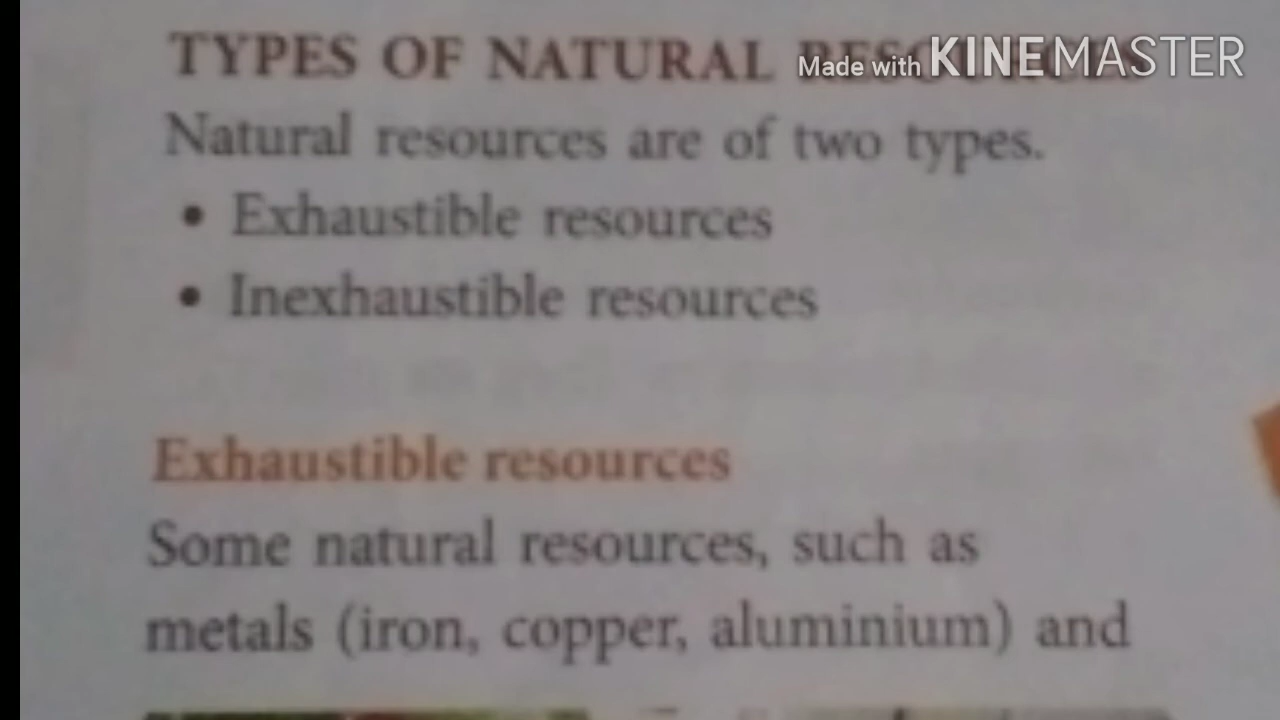 TYPES OF NATURAL
Made with KINEMASTER
Natural resources are of two types.
• Exhaustible resources
• Inexhaustible resources
Exhaustible resources
Some natural resources, such as
metals (iron, copper, aluminium) and